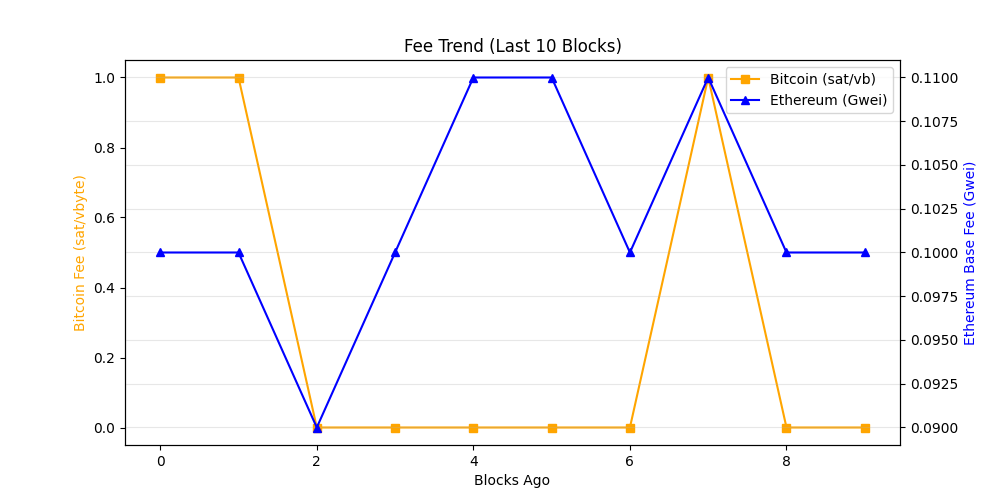 Fee Trend (Last 10 Blocks)
Bitcoin (sat/vb)
Ethereum (Gwei)
Bitcoin Fee (sat/vbyte)
1.0
0.8
0.6
0.4
0.2
0.0
0.1100
0.1075
0.1050
0.1025
0.1000
0.0975
0.0950
0.0925
0.0900
Ethereum Base Fee (Gwei)
0 2 4 6 8
Blocks Ago